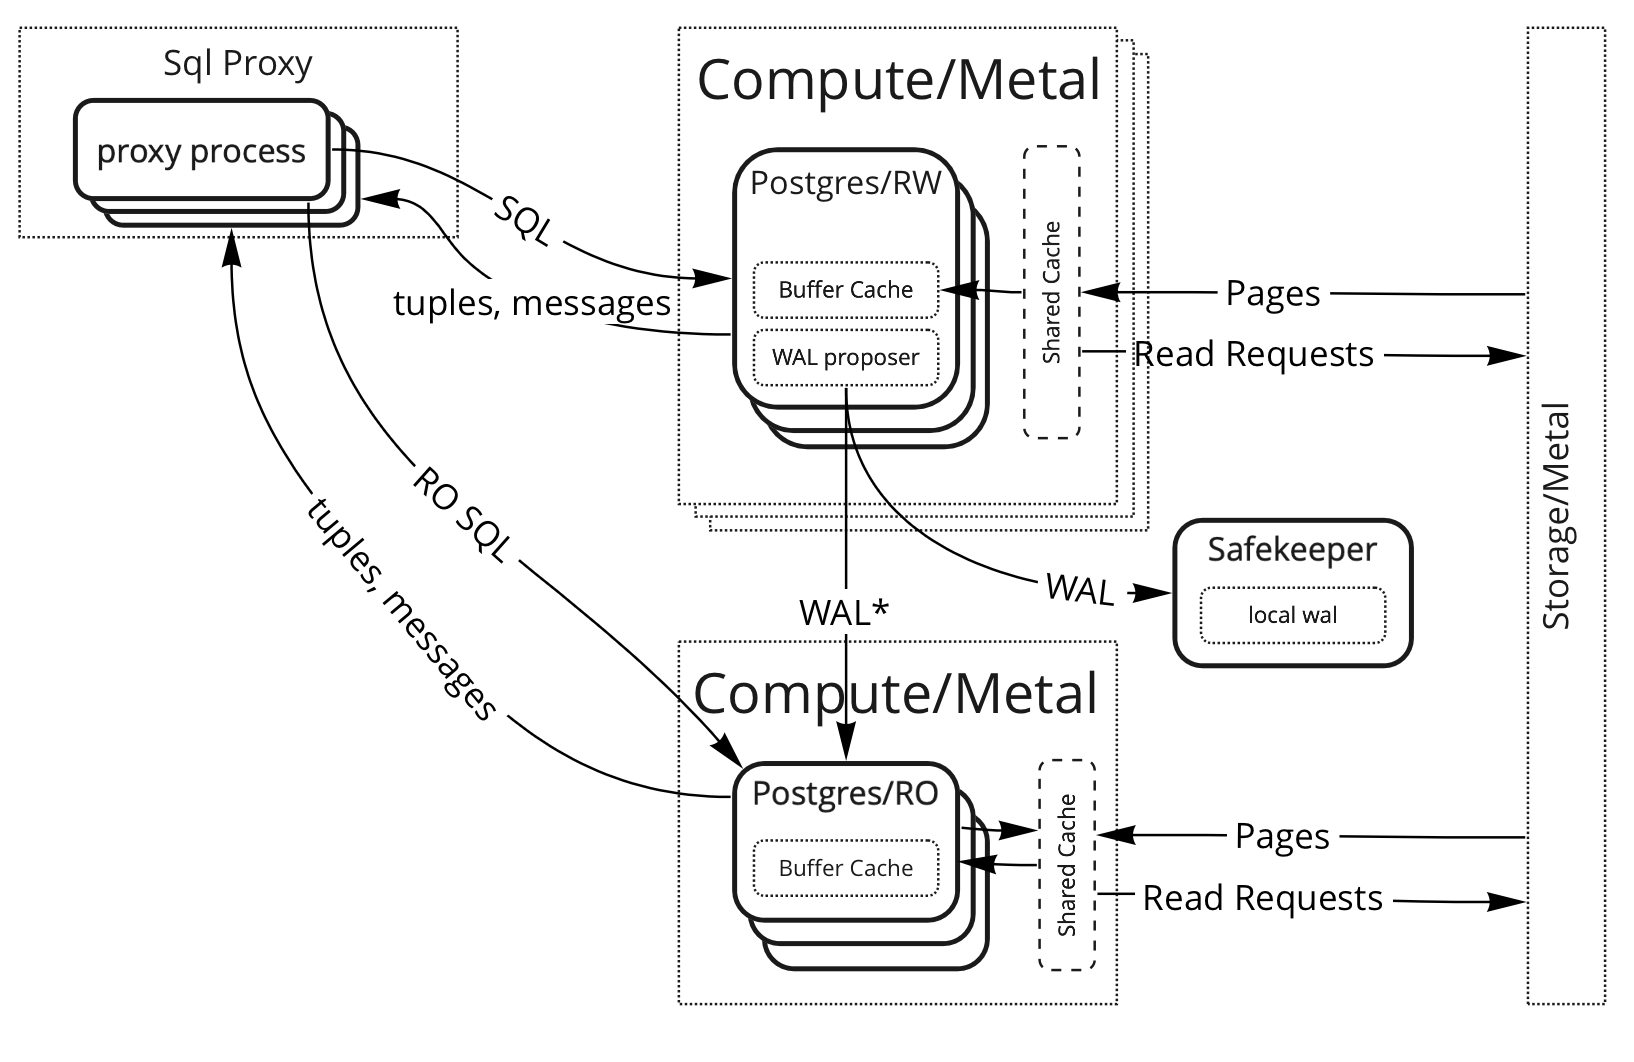 Sql Proxy
proxy process
SQL
tuples, messages
RO SQL
tuples, messages
Compute/Metal
Postgres/RW
Buffer Cache
WAL proposer
Shared Cache
Pages
Read Requests
WAL*
WAL
Safekeeper
local wal
Storage/Metal
Compute/Metal
Postgres/RO
Buffer Cache
Shared Cache
Pages
Read Requests